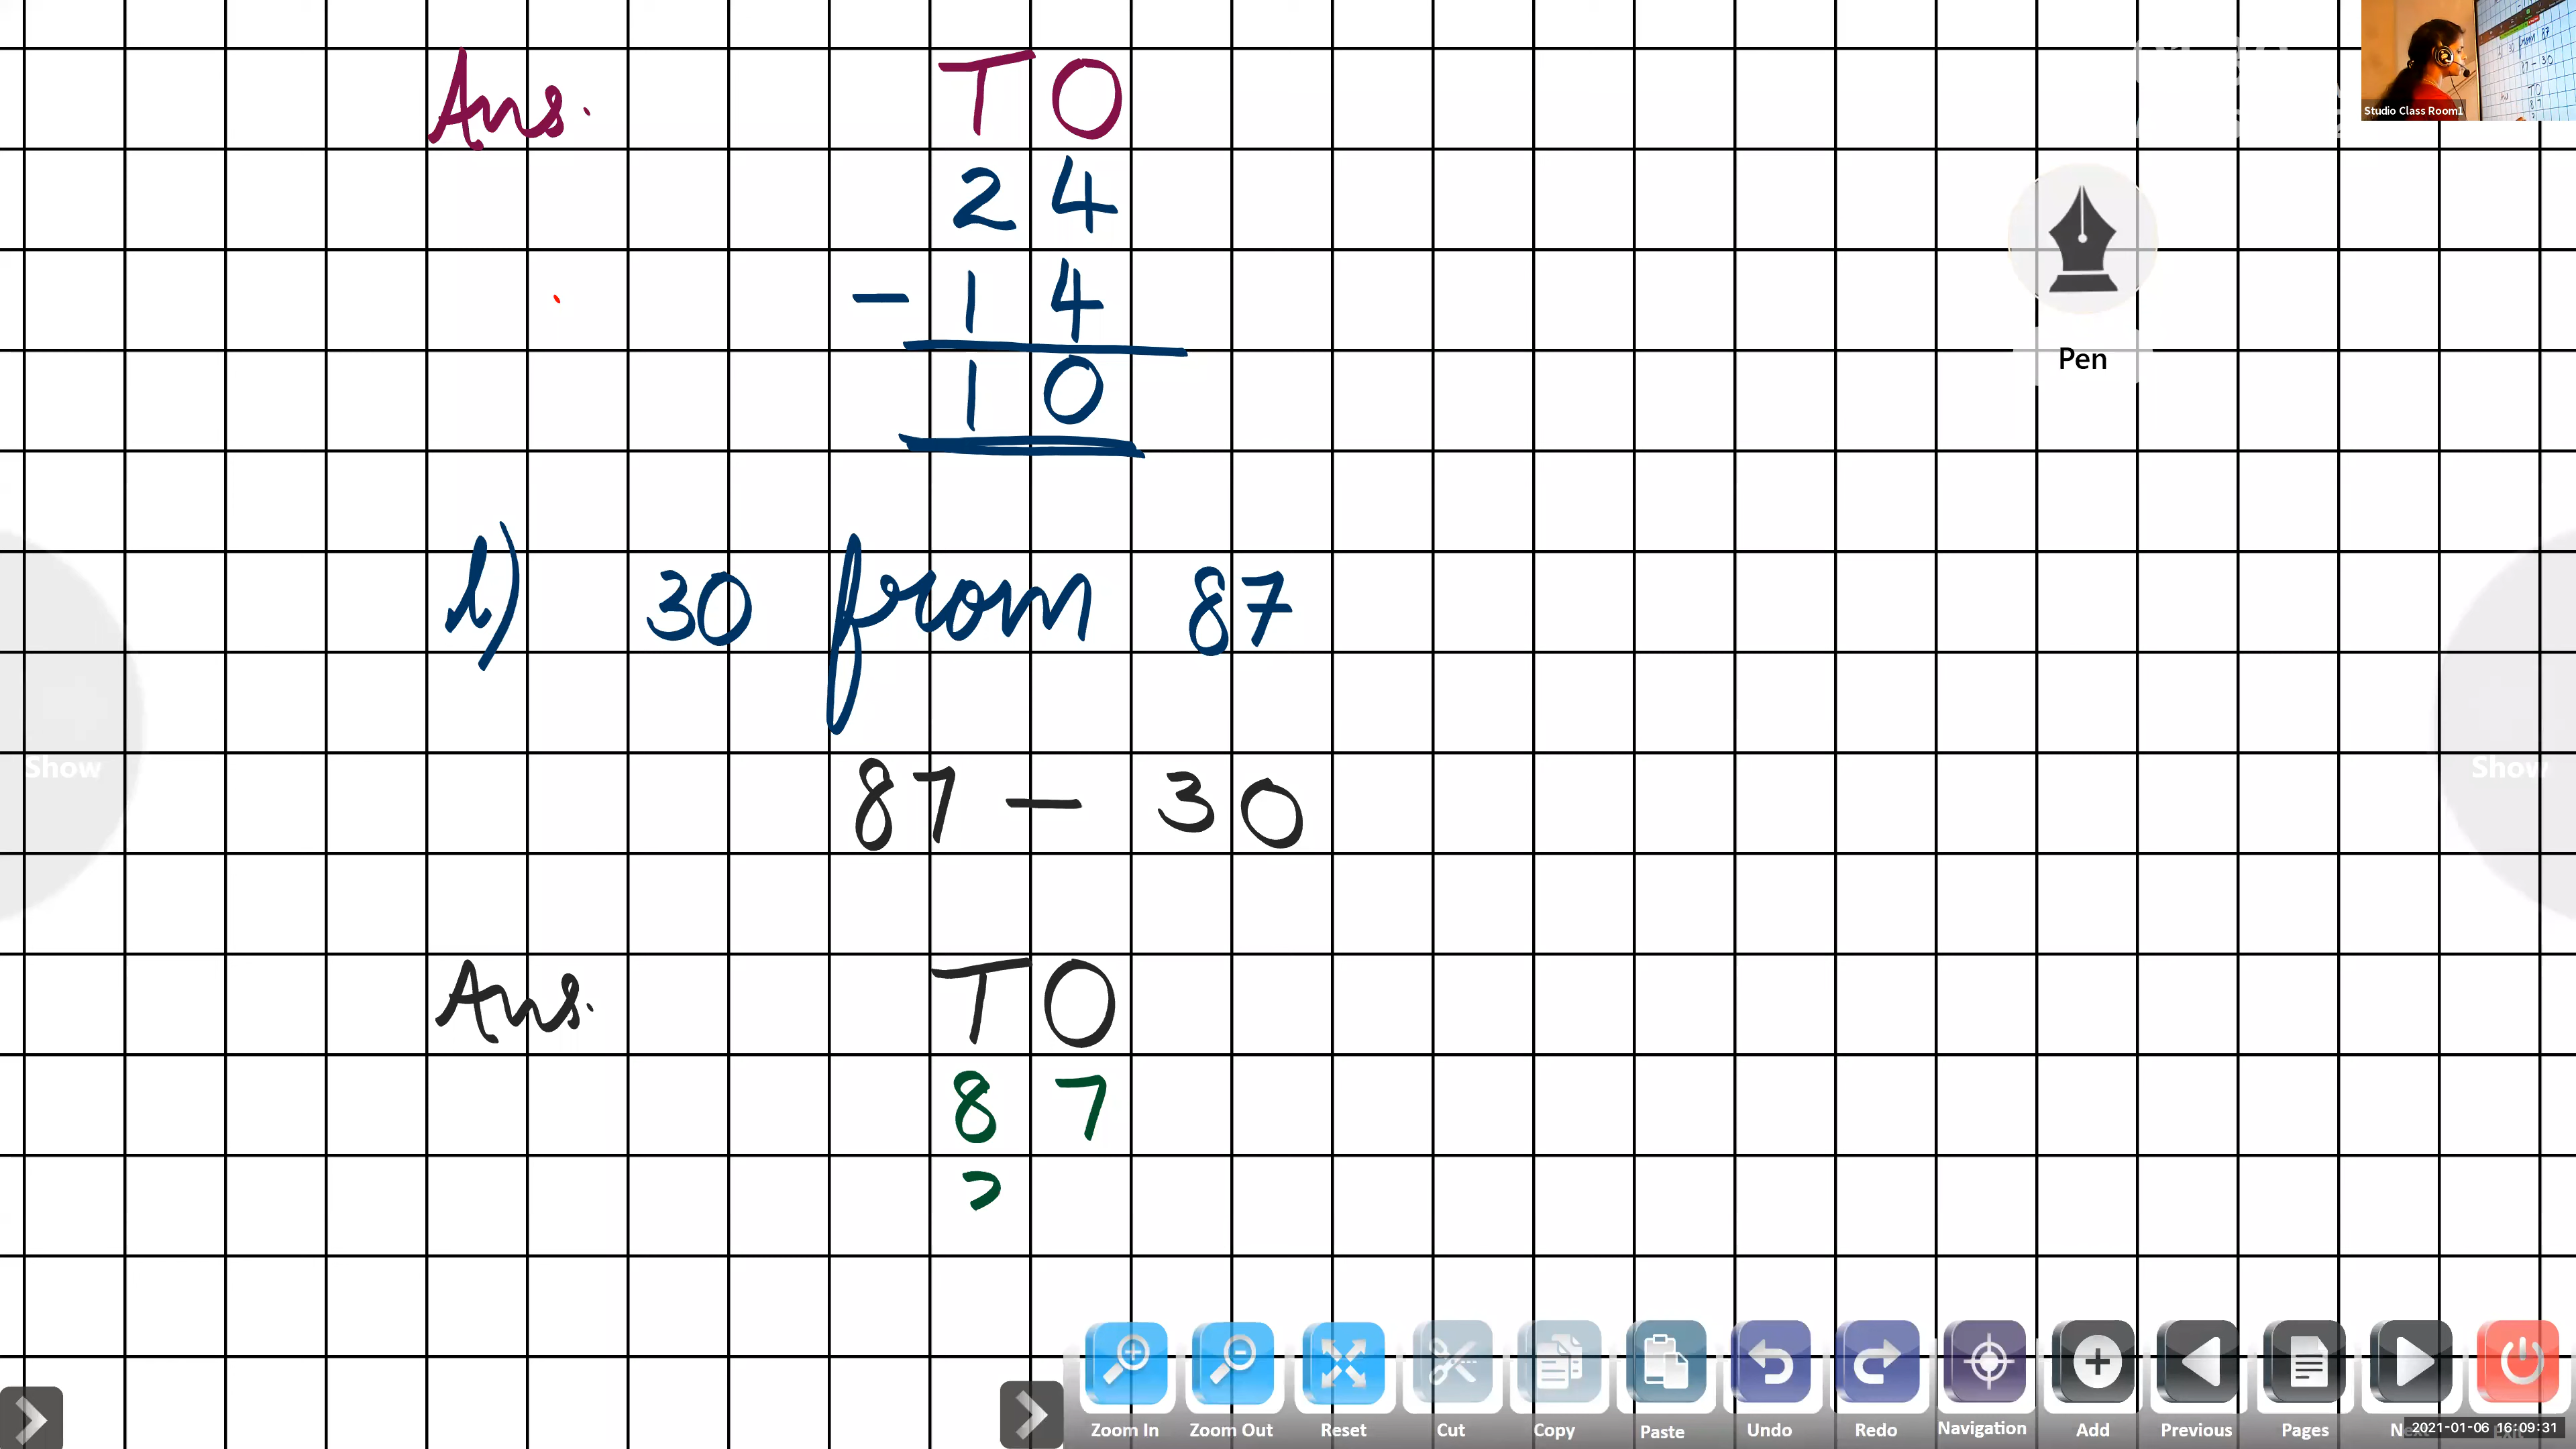 Ans. T O
2 4
- 1 4
1 0
b) 30 from 87
87 - 30
Ans. T O
8 7
Studio Class Room1
Pen
Show
Show
Zoom In Zoom Out Reset Cut Copy Paste Undo Redo Navigation Add Previous Pages
2021-01-06 16:09:31